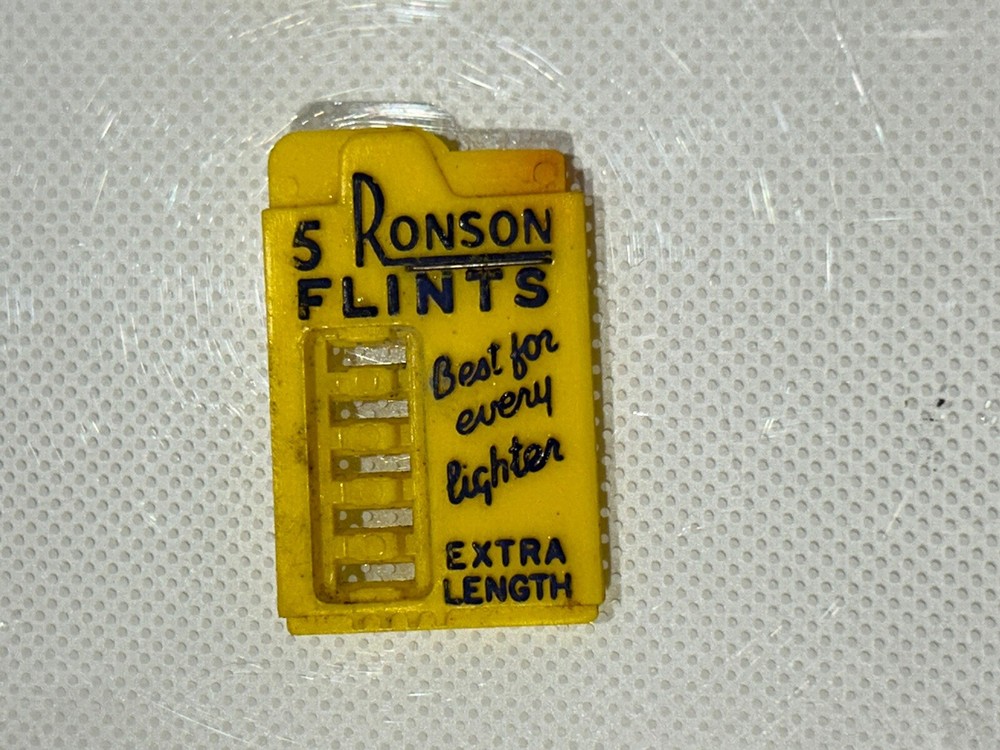 5 RONSON
FLINTS
Best for
every
lighter
EXTRA
LENGTH